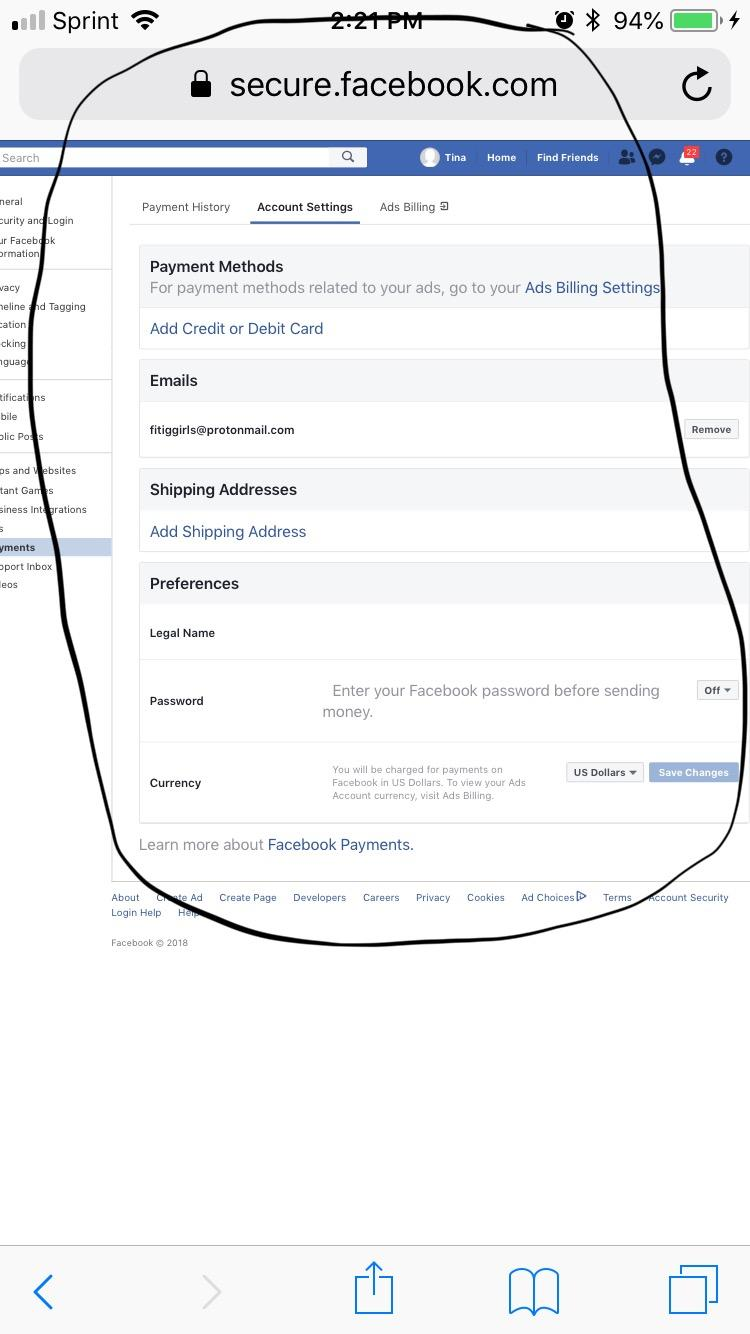 Sprint 2:21 PM 94%
secure.facebook.com
Search Tina Home Find Friends 22 ?
Payment History Account Settings Ads Billing
neral
curity and Login
ur Facebook
ormation
vacy
meline and Tagging
cation
cking
nguage
tifications
bile
blic Posts
ps and Websites
tant Games
siness Integrations
s
yments
pport Inbox
deos
Payment Methods
For payment methods related to your ads, go to your Ads Billing Settings
Add Credit or Debit Card
Emails
fitiggirls@protonmail.com Remove
Shipping Addresses
Add Shipping Address
Preferences
Legal Name
Password Enter your Facebook password before sending money. Off
Currency You will be charged for payments on
Facebook in US Dollars. To view your Ads
Account currency, visit Ads Billing.
US Dollars Save Changes
Learn more about Facebook Payments.
About Create Ad Create Page Developers Careers Privacy Cookies Ad Choices Terms Account Security
Login Help Help
Facebook © 2018